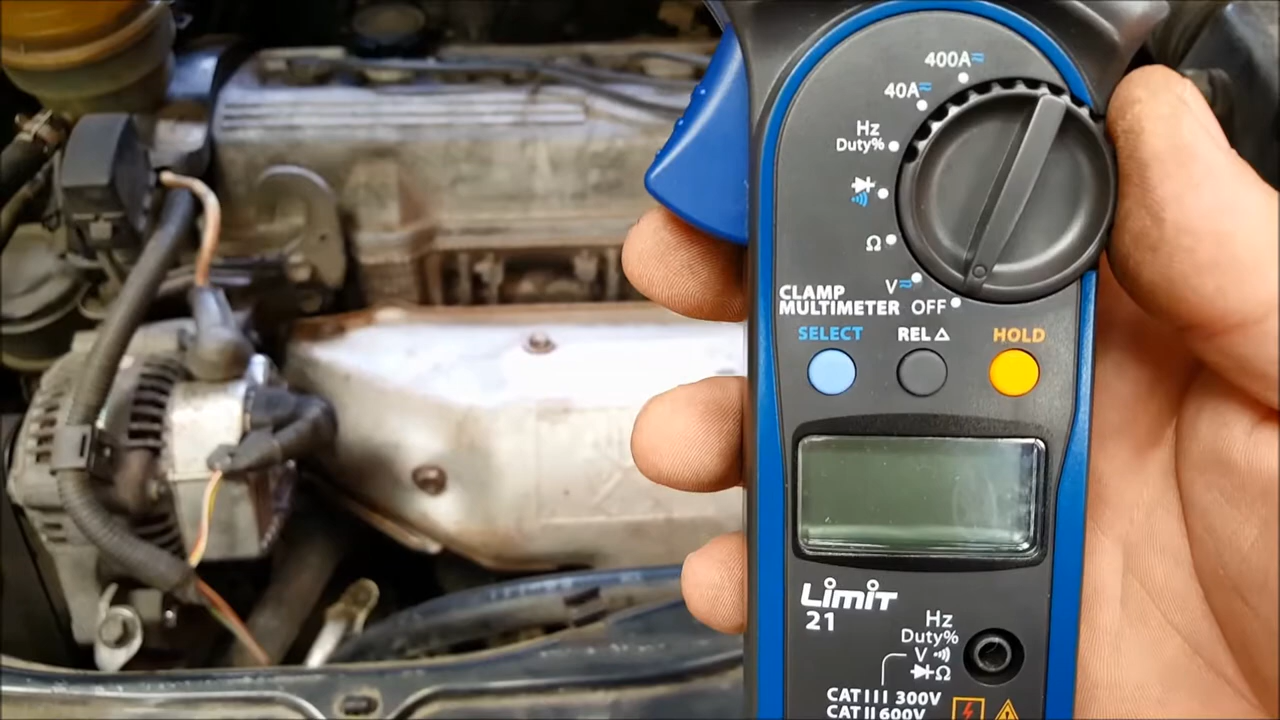 400A
40A
Hz
Duty%
Ω
V
OFF
CLAMP
MULTIMETER
SELECT
REL △
HOLD
Limit
21
Hz
Duty%
V
Ω
CAT III 300V
CAT II 600V